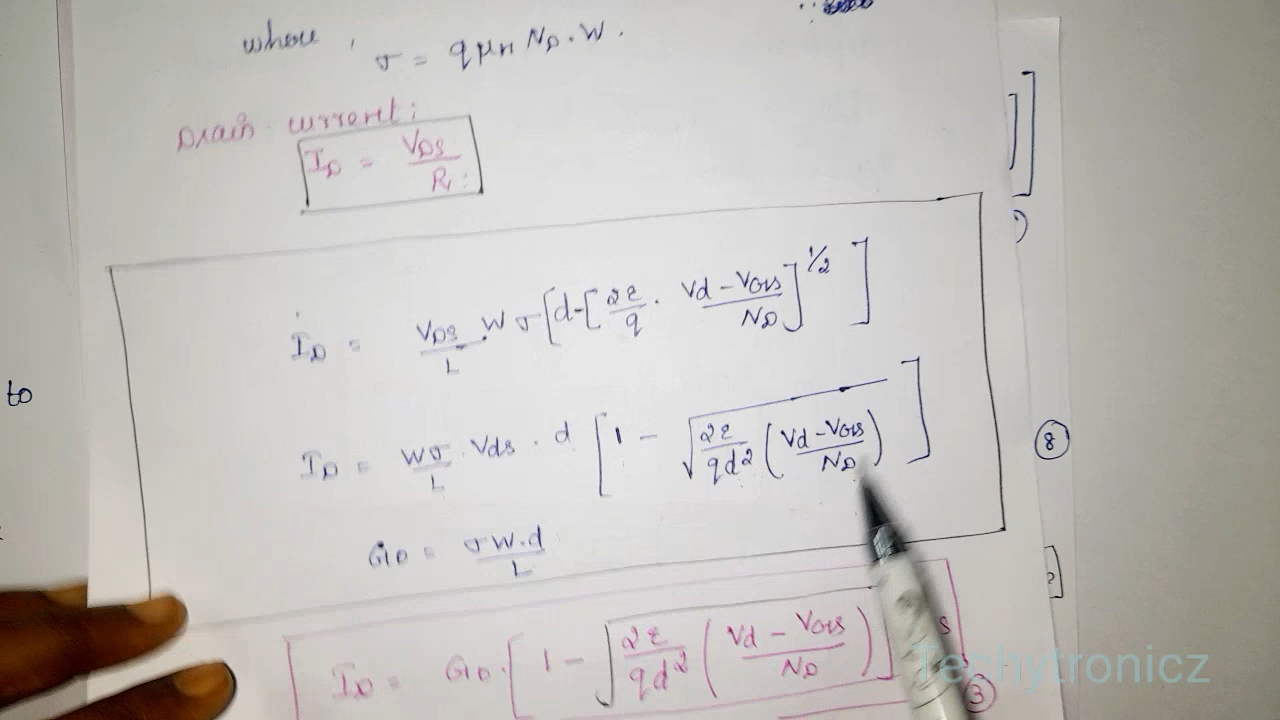 where, σ = qμn ND . W.
Drain current:
ID = VDS / R
ID = VDS / L . W σ [d - [2ε / q . Vd - VGS / ND]^1/2]
to
ID = Wσ / L . Vds . d [1 - √(2ε / qd² (Vd - VGS / ND))]
8
G0 = σW.d / L
ID = G0 . [1 - √(2ε / qd² (Vd - VGS / ND))] s
Techytronicz
3